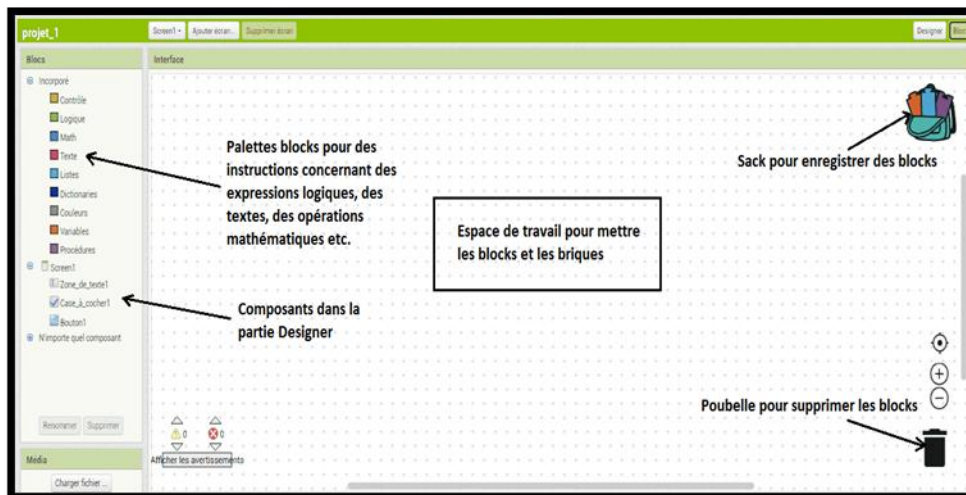 projet_1
Screen1
Ajouter écran...
Supprimer écran
Designer
Blocs
Interface
Incorporé
Contrôle
Logique
Math
Texte
Listes
Dictionaries
Couleurs
Variables
Procédures
Screen1
Zone_de_texte1
Case_à_cocher1
Bouton1
N'importe quel composant
Renommer
Supprimer
Média
Charger fichier ...
Palettes blocks pour des
instructions concernant des
expressions logiques, des
textes, des opérations
mathématiques etc.
Composants dans la
partie Designer
Espace de travail pour mettre
les blocks et les briques
Sack pour enregistrer des blocks
Poubelle pour supprimer les blocks
0
0
Afficher les avertissements